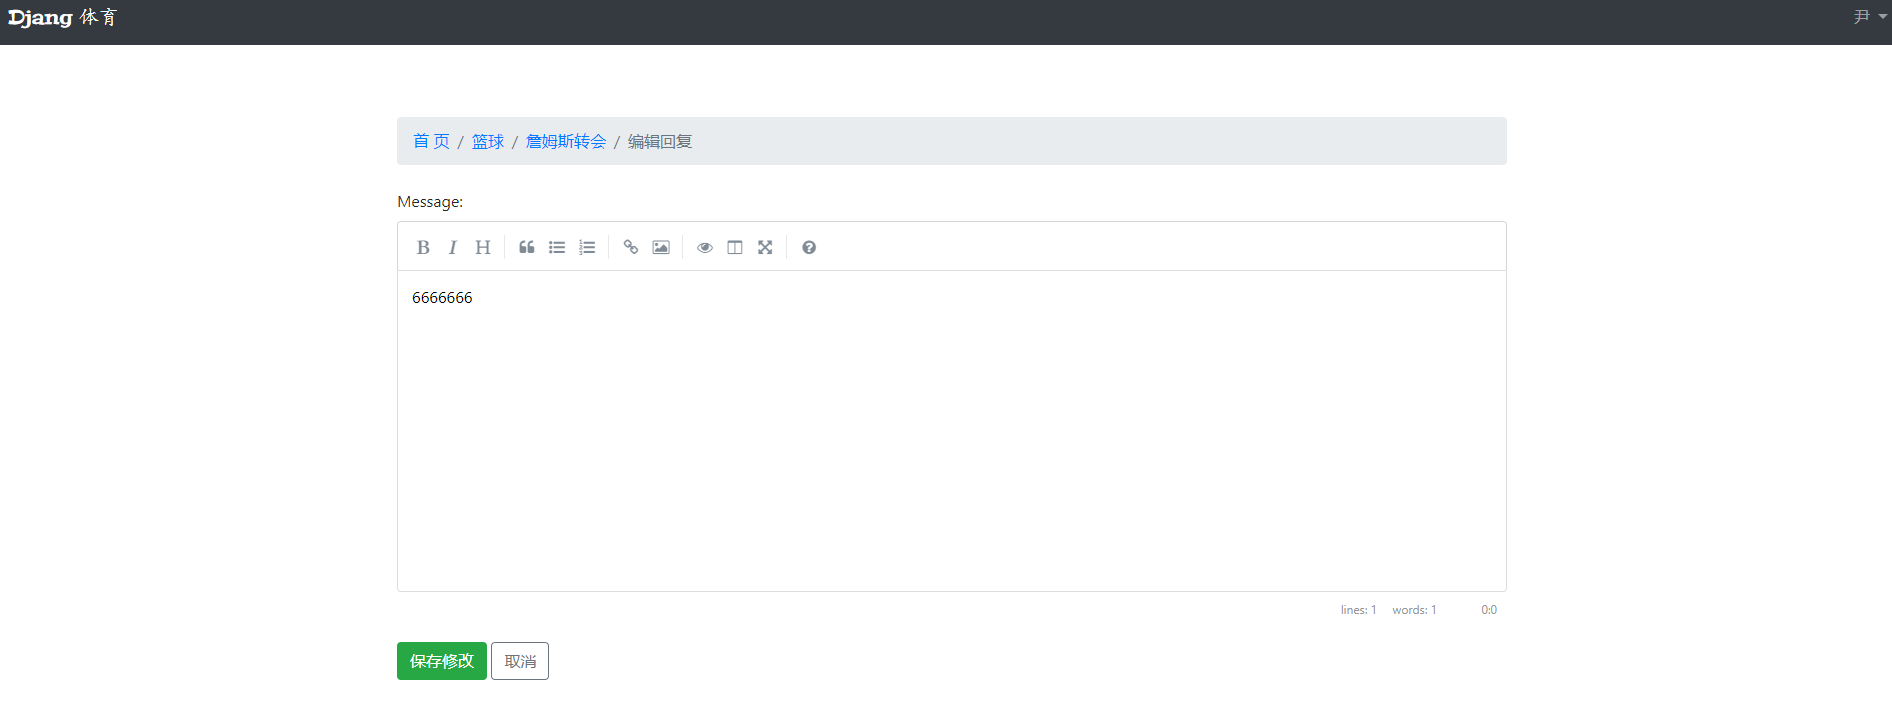 Djang 体育
尹
首 页 / 篮球 / 詹姆斯转会 / 编辑回复
Message:
B I H
6666666
lines: 1 words: 1 0:0
保存修改 取消